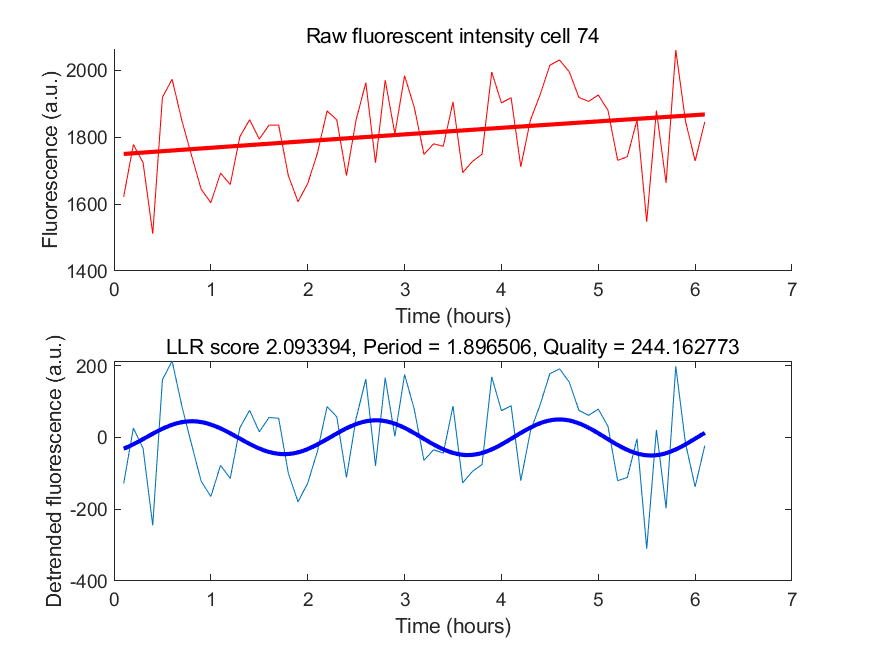 Raw fluorescent intensity cell 74
Fluorescence (a.u.)
2000
1800
1600
1400
0 1 2 3 4 5 6 7
Time (hours)
LLR score 2.093394, Period = 1.896506, Quality = 244.162773
Detrended fluorescence (a.u.)
200
0
-200
-400
0 1 2 3 4 5 6 7
Time (hours)